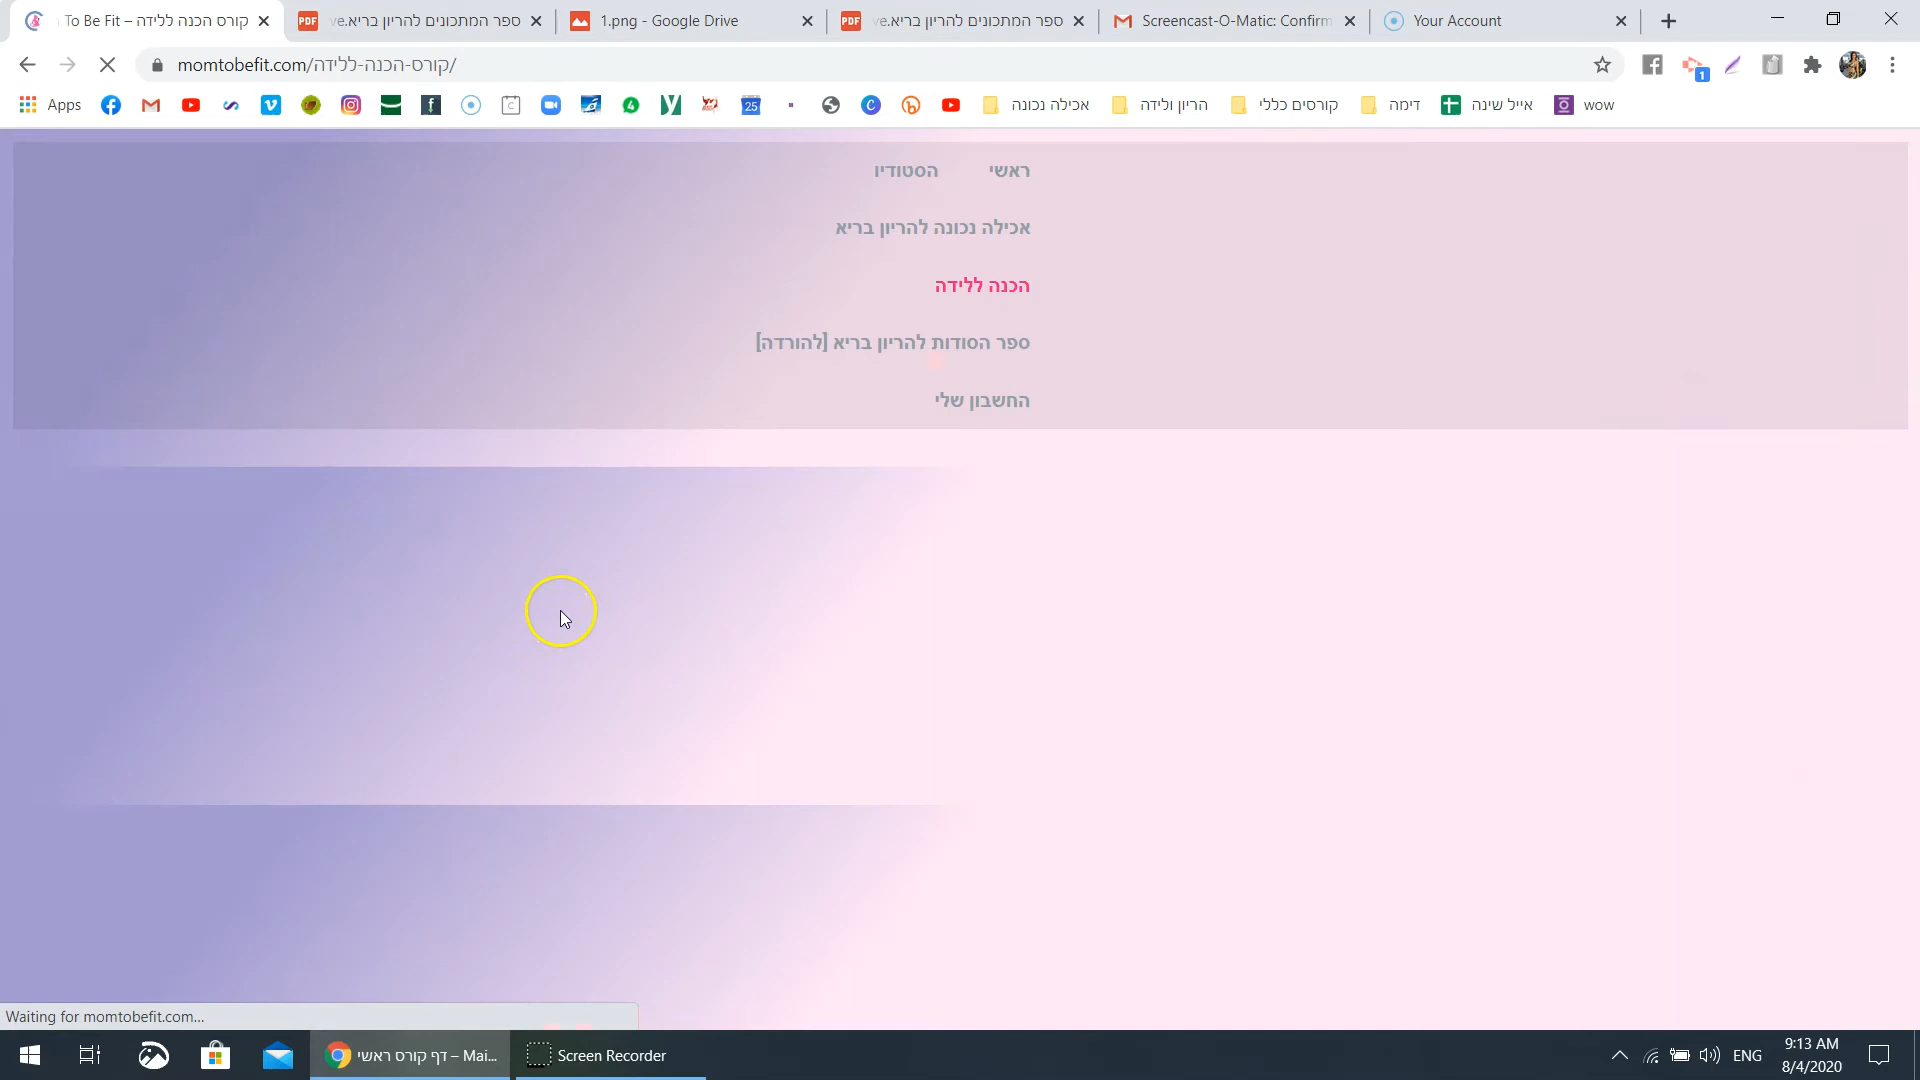 To Be Fit – קורס הכנה ללידה
ספר המתכונים להריון בריא.ve
1.png - Google Drive
ספר המתכונים להריון בריא.ve
Screencast-O-Matic: Confirm
Your Account
momtobefit.com/קורס-הכנה-ללידה/
1
Apps
25
אכילה נכונה
הריון ולידה
קורסים כללי
דימה
אייל שינה
wow
ראשי הסטודיו
אכילה נכונה להריון בריא
הכנה ללידה
ספר הסודות להריון בריא [להורדה]
החשבון שלי
Waiting for momtobefit.com...
דף קורס ראשי – Mai...
Screen Recorder
ENG
9:13 AM
8/4/2020